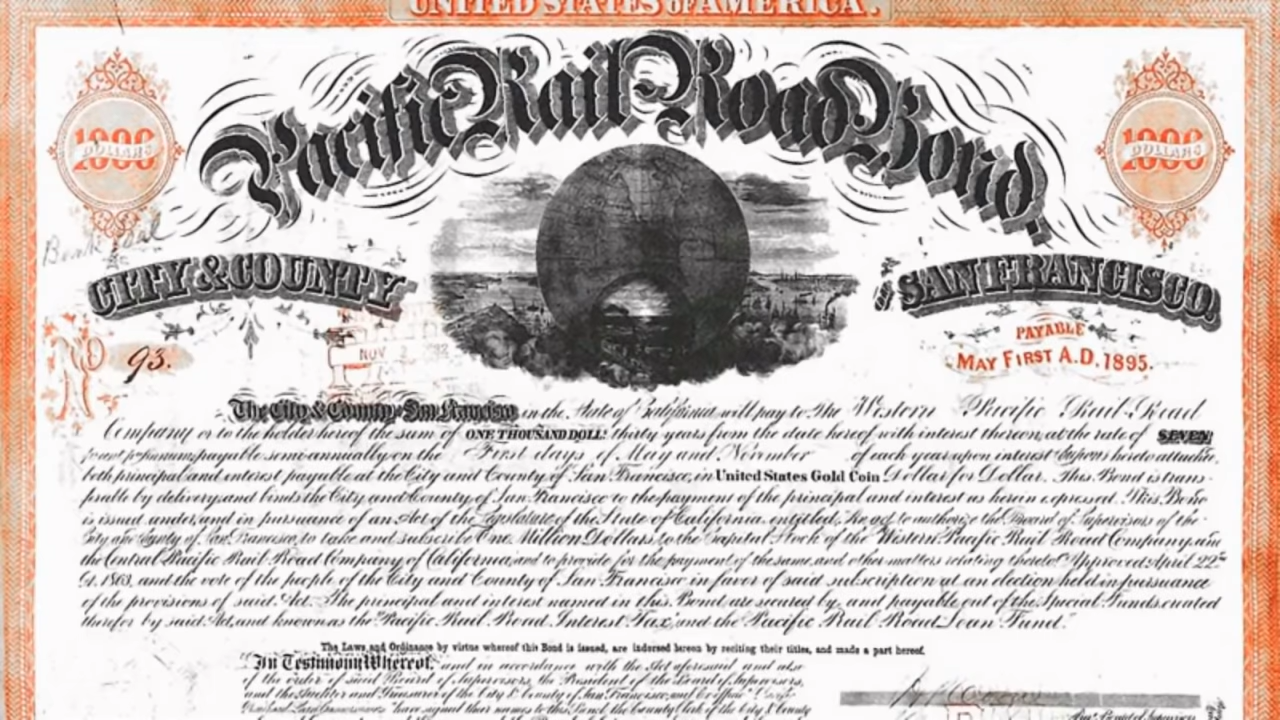 UNITED STATES OF AMERICA.
Pacific Rail-Road Bond,
1000 DOLLARS
1000 DOLLARS
CITY & COUNTY
OF SAN FRANCISCO.
PAYABLE
MAY FIRST A.D. 1895.
No 93.
NOV
The City & County San Francisco in the State of California will pay to The Western Pacific Rail-Road
Company or to the holder hereof the sum of ONE THOUSAND DOLLS thirty years from the date hereof with interest thereon, at the rate of SEVEN
payable semi-annually on the First days of May and November of each year upon interest Coupons hereto attached,
both principal and interest payable at the City and County of San Francisco, in United States Gold Coin Dollar for Dollar. This Bond is trans-
ferable by delivery, and binds the City and County of San Francisco to the payment of the principal and interest as herein expressed. This Bond
is issued under, and in pursuance of an Act of the Legislature of the State of California, entitled, "An act to authorize the Board of Supervisors of the
City and County of San Francisco to take and subscribe One Million Dollars to the Capital Stock of the Western Pacific Rail Road Company, and
the Central Pacific Rail Road Company of California, and to provide for the payment of the same, and other matters relating thereto" Approved April 22nd
1863, and the vote of the people of the City and County of San Francisco in favor of said subscription at an election held in pursuance
of the provisions of said Act. The principal and interest named in this Bond are secured by, and payable out of the Special Funds, created
therefor by said Act, and known as the "Pacific Rail Road Interest Tax", and the "Pacific Rail Road Loan Fund."
The Laws and Ordinance by virtue whereof this Bond is issued, are indorsed hereon by reciting their titles, and made a part hereof.
In Testimony Whereof, and in accordance with the Act aforesaid and also
of the order of said Board of Supervisors, the President of the Board of Supervisors,
and the Auditor and Treasurer of the City & County of San Francisco, and
have signed their names to this Bond, the County Clerk of the City & County